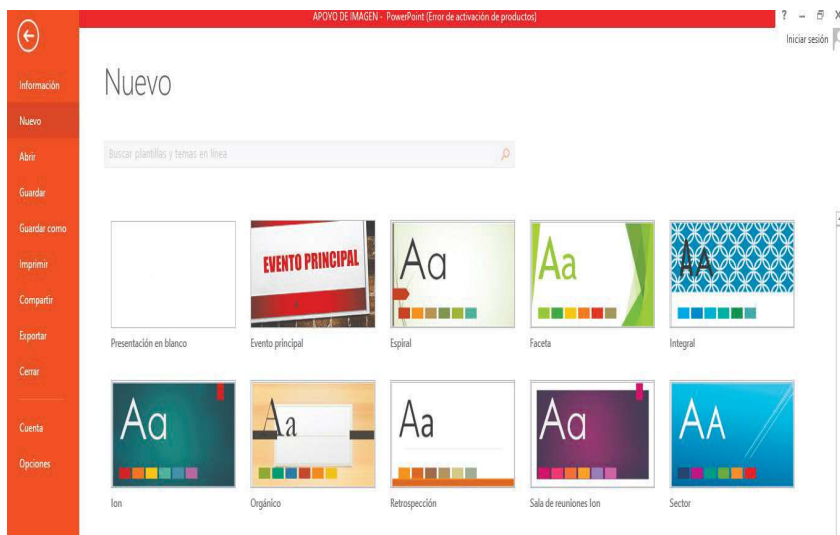 APOYO DE IMAGEN - PowerPoint (Error de activación de productos)
?
Iniciar sesión
Información
Nuevo
Abrir
Guardar
Guardar como
Imprimir
Compartir
Exportar
Cerrar
Cuenta
Opciones
Nuevo
Buscar plantillas y temas en línea
Presentación en blanco
EVENTO PRINCIPAL
Evento principal
Aa
Espiral
Aa
Faceta
AA
Integral
Aa
Ion
Aa
Orgánico
Aa
Retrospección
Aa
Sala de reuniones Ion
AA
Sector